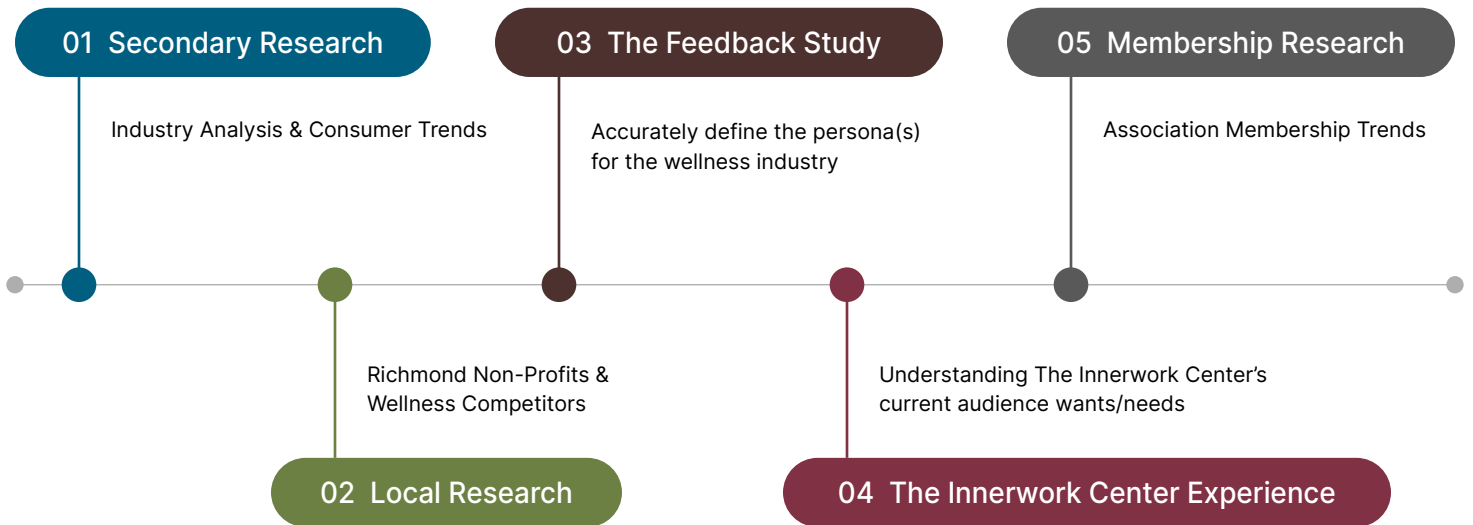 01 Secondary Research
Industry Analysis & Consumer Trends
02 Local Research
Richmond Non-Profits &
Wellness Competitors
03 The Feedback Study
Accurately define the persona(s)
for the wellness industry
04 The Innerwork Center Experience
Understanding The Innerwork Center’s
current audience wants/needs
05 Membership Research
Association Membership Trends